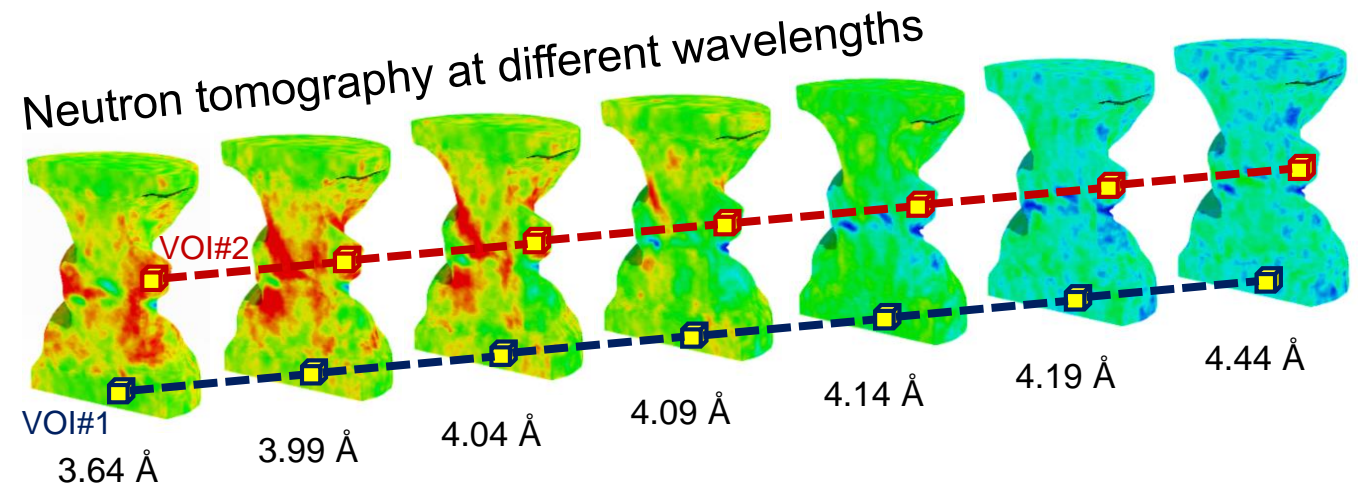 Neutron tomography at different wavelengths
VOI#2
VOI#1
3.64 Å
3.99 Å
4.04 Å
4.09 Å
4.14 Å
4.19 Å
4.44 Å